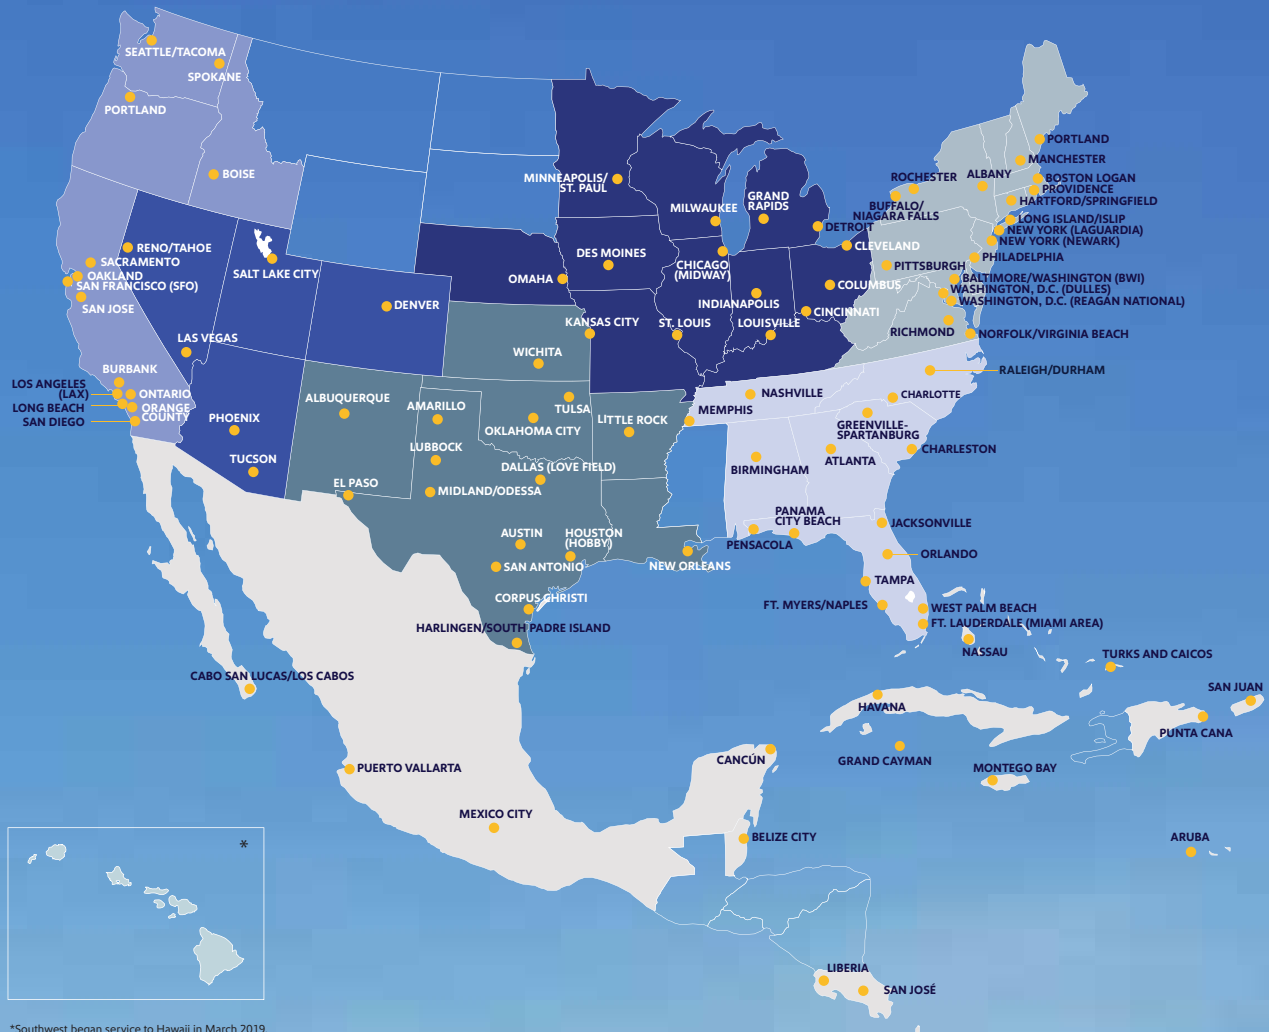 SEATTLE/TACOMA
SPOKANE
PORTLAND
BOISE
RENO/TAHOE
SACRAMENTO
OAKLAND
SAN FRANCISCO (SFO)
SAN JOSE
LAS VEGAS
BURBANK
LOS ANGELES
(LAX)
ONTARIO
LONG BEACH
ORANGE
COUNTY
SAN DIEGO
SALT LAKE CITY
DENVER
PHOENIX
TUCSON
ALBUQUERQUE
EL PASO
AMARILLO
LUBBOCK
MIDLAND/ODESSA
WICHITA
TULSA
OKLAHOMA CITY
DALLAS (LOVE FIELD)
AUSTIN
HOUSTON
(HOBBY)
SAN ANTONIO
CORPUS CHRISTI
HARLINGEN/SOUTH PADRE ISLAND
LITTLE ROCK
NEW ORLEANS
MINNEAPOLIS/
ST. PAUL
MILWAUKEE
GRAND
RAPIDS
DETROIT
DES MOINES
OMAHA
CHICAGO
(MIDWAY)
CLEVELAND
COLUMBUS
INDIANAPOLIS
CINCINNATI
KANSAS CITY
ST. LOUIS
LOUISVILLE
PORTLAND
MANCHESTER
ROCHESTER
ALBANY
BOSTON LOGAN
PROVIDENCE
HARTFORD/SPRINGFIELD
BUFFALO/
NIAGARA FALLS
LONG ISLAND/ISLIP
NEW YORK (LAGUARDIA)
NEW YORK (NEWARK)
PHILADELPHIA
PITTSBURGH
BALTIMORE/WASHINGTON (BWI)
WASHINGTON, D.C. (DULLES)
WASHINGTON, D.C. (REAGAN NATIONAL)
RICHMOND
NORFOLK/VIRGINIA BEACH
RALEIGH/DURHAM
NASHVILLE
CHARLOTTE
MEMPHIS
GREENVILLE-
SPARTANBURG
CHARLESTON
BIRMINGHAM
ATLANTA
PANAMA
CITY BEACH
PENSACOLA
JACKSONVILLE
ORLANDO
TAMPA
FT. MYERS/NAPLES
WEST PALM BEACH
FT. LAUDERDALE (MIAMI AREA)
NASSAU
TURKS AND CAICOS
SAN JUAN
PUNTA CANA
HAVANA
GRAND CAYMAN
MONTEGO BAY
ARUBA
CABO SAN LUCAS/LOS CABOS
PUERTO VALLARTA
MEXICO CITY
CANCÚN
BELIZE CITY
LIBERIA
SAN JOSÉ
*
*Southwest began service to Hawaii in March 2019.